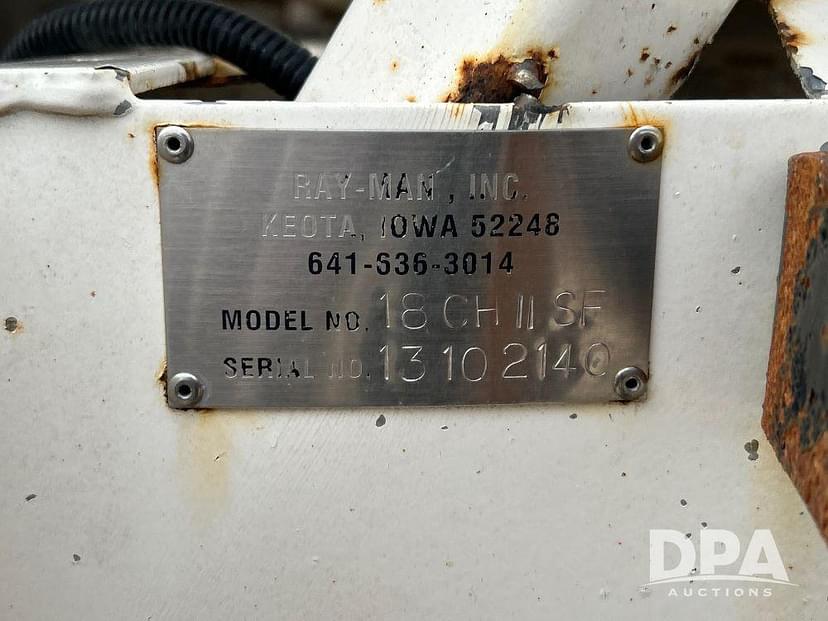 RAY-MAN, INC.
KEOTA, IOWA 52248
641-636-3014
MODEL NO. 18 CH II SF
SERIAL NO. 13 10 2140
DPA
AUCTIONS